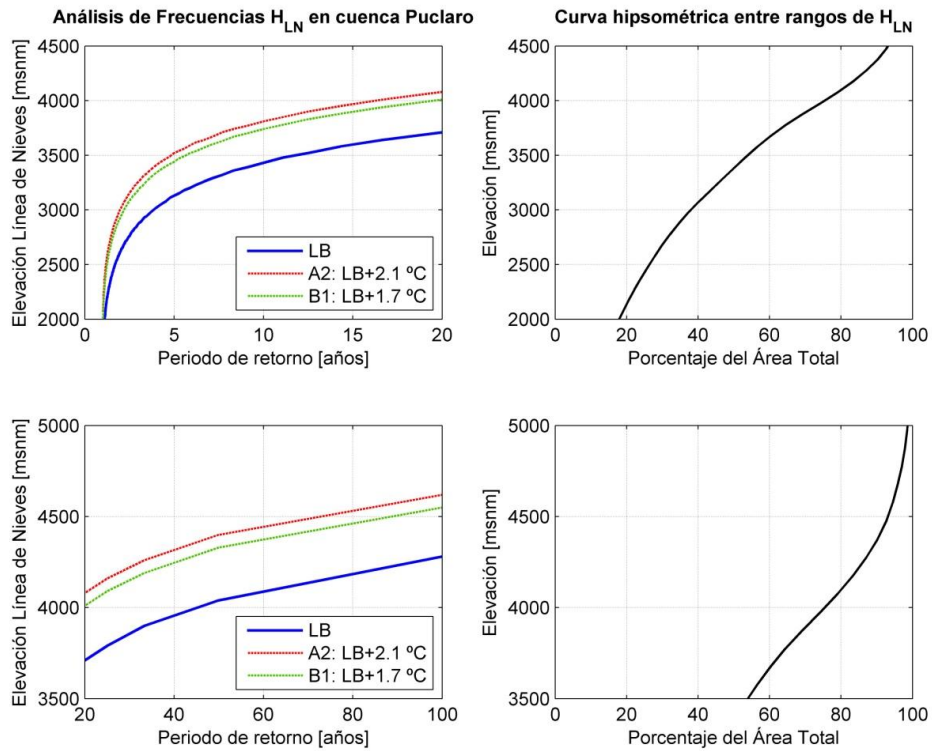 Análisis de Frecuencias H_LN en cuenca Puclaro
Elevación Línea de Nieves [msnm]
4500
4000
3500
3000
2500
2000
LB
A2: LB+2.1 ºC
B1: LB+1.7 ºC
0 5 10 15 20
Periodo de retorno [años]
Curva hipsométrica entre rangos de H_LN
Elevación [msnm]
4500
4000
3500
3000
2500
2000
0 20 40 60 80 100
Porcentaje del Área Total
Elevación Línea de Nieves [msnm]
5000
4500
4000
3500
LB
A2: LB+2.1 ºC
B1: LB+1.7 ºC
20 40 60 80 100
Periodo de retorno [años]
Elevación [msnm]
5000
4500
4000
3500
0 20 40 60 80 100
Porcentaje del Área Total